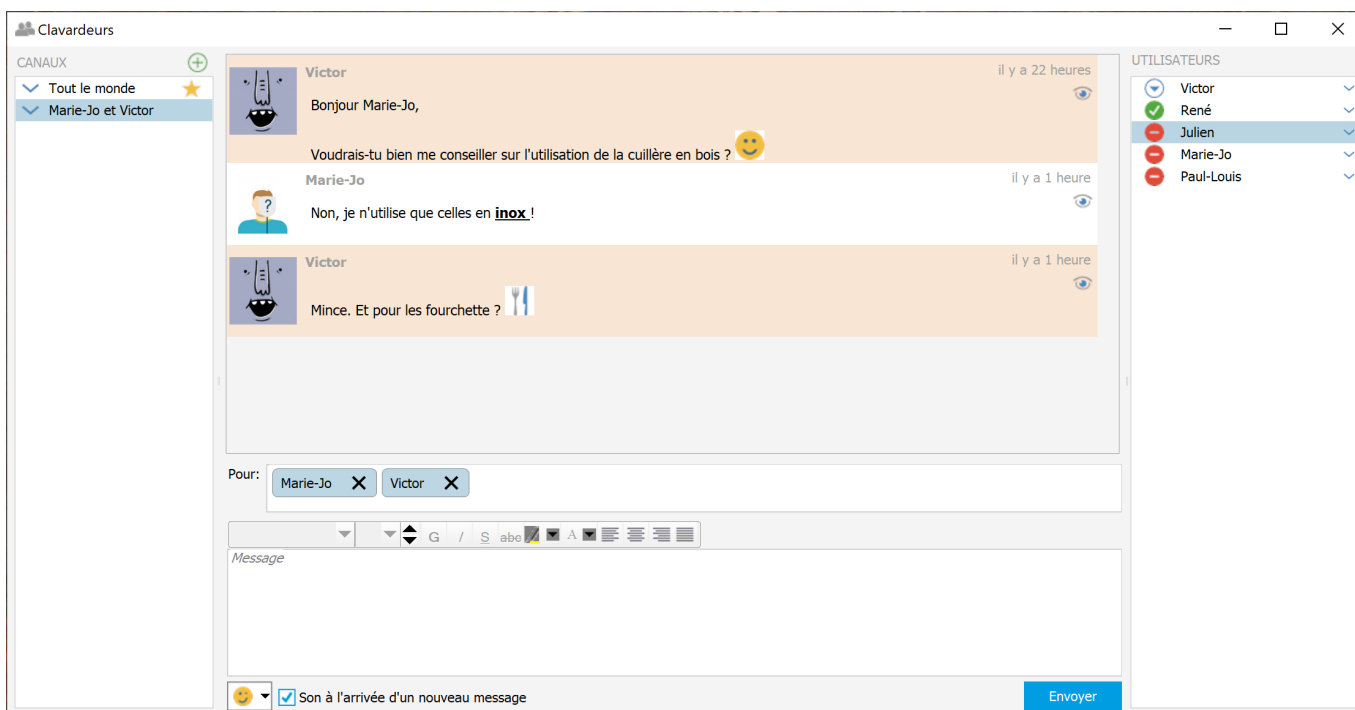 Clavardeurs
CANAUX
Tout le monde
Marie-Jo et Victor
Victor
il y a 22 heures
Bonjour Marie-Jo,
Voudrais-tu bien me conseiller sur l'utilisation de la cuillère en bois ?
Marie-Jo
il y a 1 heure
Non, je n'utilise que celles en inox !
Victor
il y a 1 heure
Mince. Et pour les fourchette ?
Pour:
Marie-Jo
Victor
G I S abc A
Message
Son à l'arrivée d'un nouveau message
Envoyer
UTILISATEURS
Victor
René
Julien
Marie-Jo
Paul-Louis